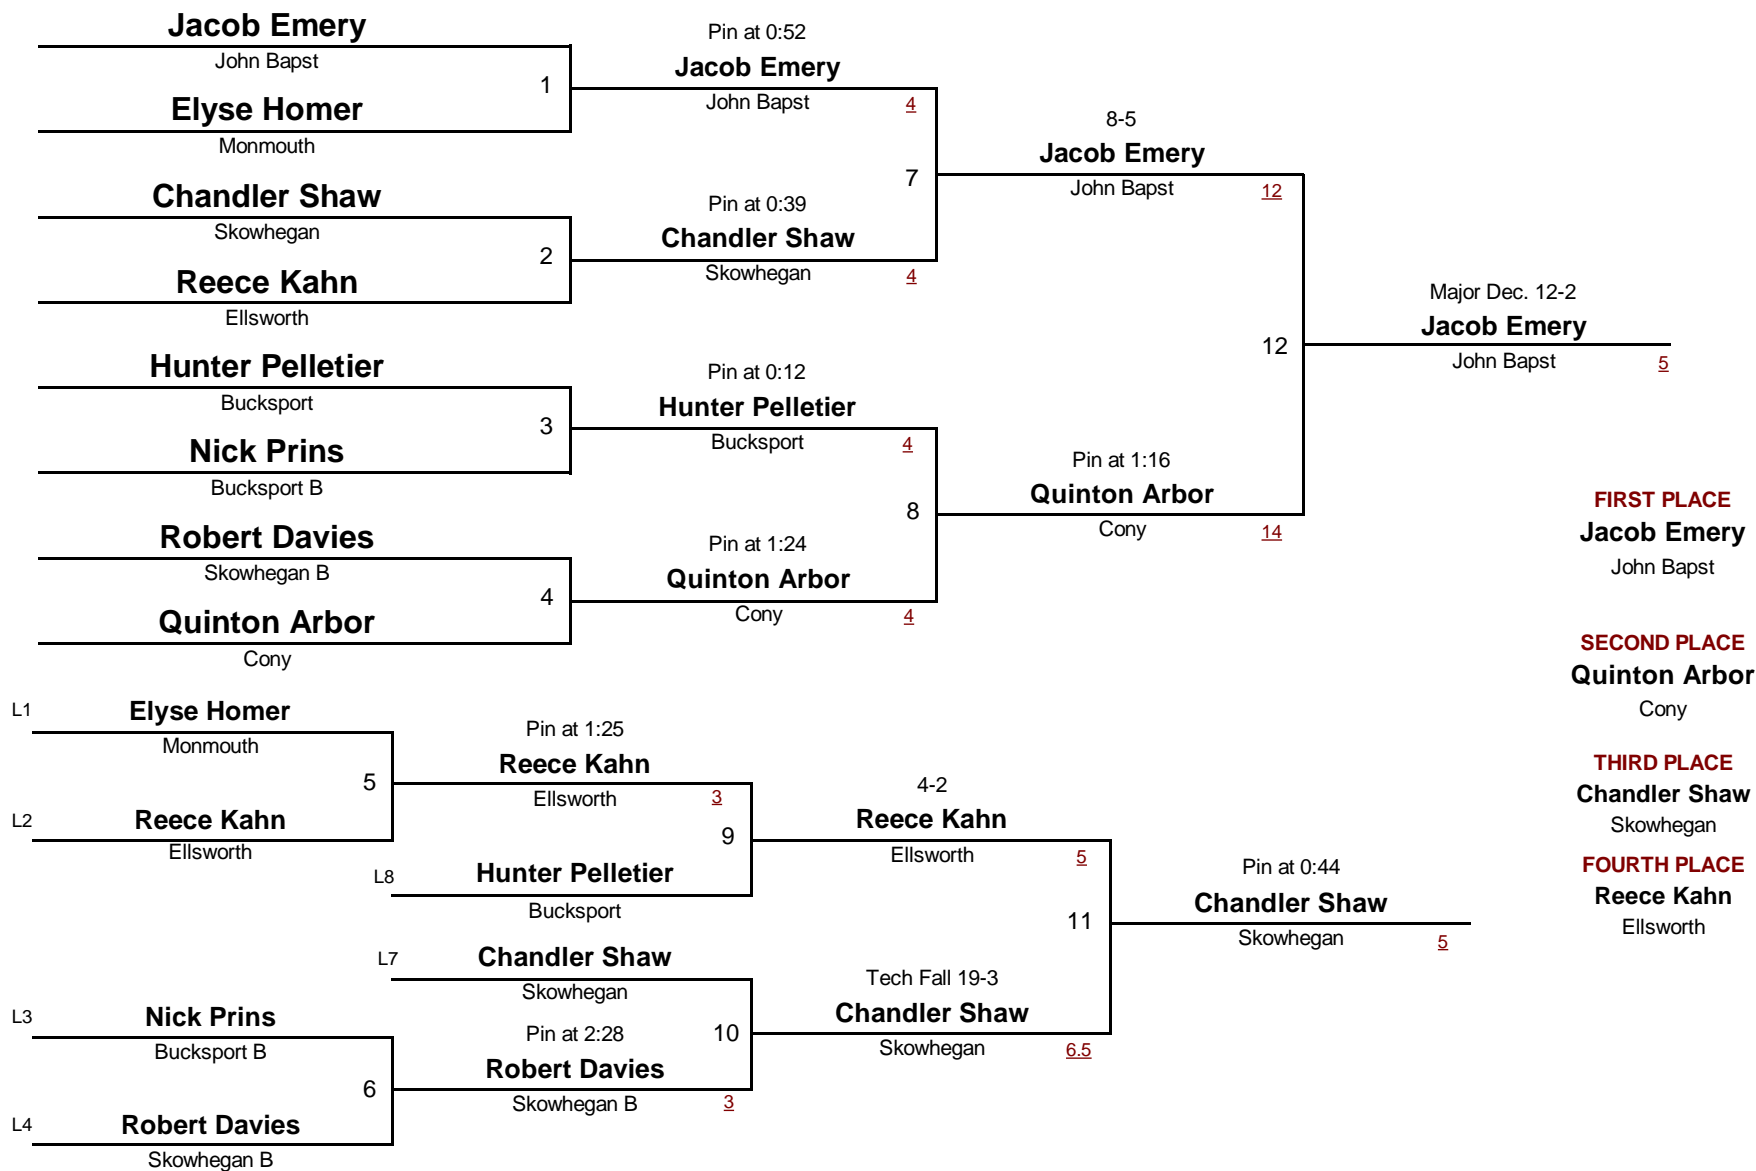 Jacob Emery
John Bapst
1
Elyse Homer
Monmouth
Chandler Shaw
Skowhegan
2
Reece Kahn
Ellsworth
Hunter Pelletier
Bucksport
3
Nick Prins
Bucksport B
Robert Davies
Skowhegan B
4
Quinton Arbor
Cony
Pin at 0:52
Jacob Emery
John Bapst 4
7
Pin at 0:39
Chandler Shaw
Skowhegan 4
Pin at 0:12
Hunter Pelletier
Bucksport 4
8
Pin at 1:24
Quinton Arbor
Cony 4
8-5
Jacob Emery
John Bapst 12
12
Pin at 1:16
Quinton Arbor
Cony 14
Major Dec. 12-2
Jacob Emery
John Bapst 5
FIRST PLACE
Jacob Emery
John Bapst
SECOND PLACE
Quinton Arbor
Cony
THIRD PLACE
Chandler Shaw
Skowhegan
FOURTH PLACE
Reece Kahn
Ellsworth
L1 Elyse Homer
Monmouth
5
L2 Reece Kahn
Ellsworth
L3 Nick Prins
Bucksport B
6
L4 Robert Davies
Skowhegan B
Pin at 1:25
Reece Kahn
Ellsworth 3
9
L8 Hunter Pelletier
Bucksport
L7 Chandler Shaw
Skowhegan
10
Pin at 2:28
Robert Davies
Skowhegan B 3
4-2
Reece Kahn
Ellsworth 5
11
Tech Fall 19-3
Chandler Shaw
Skowhegan 6.5
Pin at 0:44
Chandler Shaw
Skowhegan 5